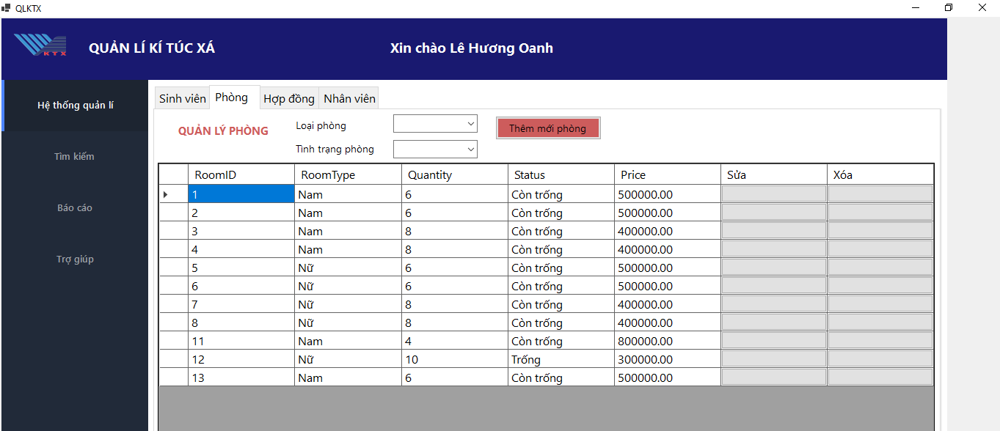 QLKTX
KTX
QUẢN LÍ KÍ TÚC XÁ Xin chào Lê Hương Oanh
Hệ thống quản lí
Tìm kiếm
Báo cáo
Trợ giúp
Sinh viên Phòng Hợp đồng Nhân viên
QUẢN LÝ PHÒNG
Loại phòng
Tình trạng phòng
Thêm mới phòng
RoomID RoomType Quantity Status Price Sửa Xóa
1 Nam 6 Còn trống 500000.00
2 Nam 6 Còn trống 500000.00
3 Nam 8 Còn trống 400000.00
4 Nam 8 Còn trống 400000.00
5 Nữ 6 Còn trống 500000.00
6 Nữ 6 Còn trống 500000.00
7 Nữ 8 Còn trống 400000.00
8 Nữ 8 Còn trống 400000.00
11 Nam 4 Còn trống 800000.00
12 Nữ 10 Trống 300000.00
13 Nam 6 Còn trống 500000.00